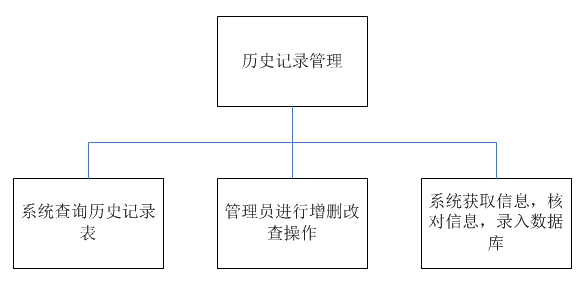 历史记录管理
系统查询历史记录
表
管理员进行增删改
查操作
系统获取信息，核
对信息，录入数据
库